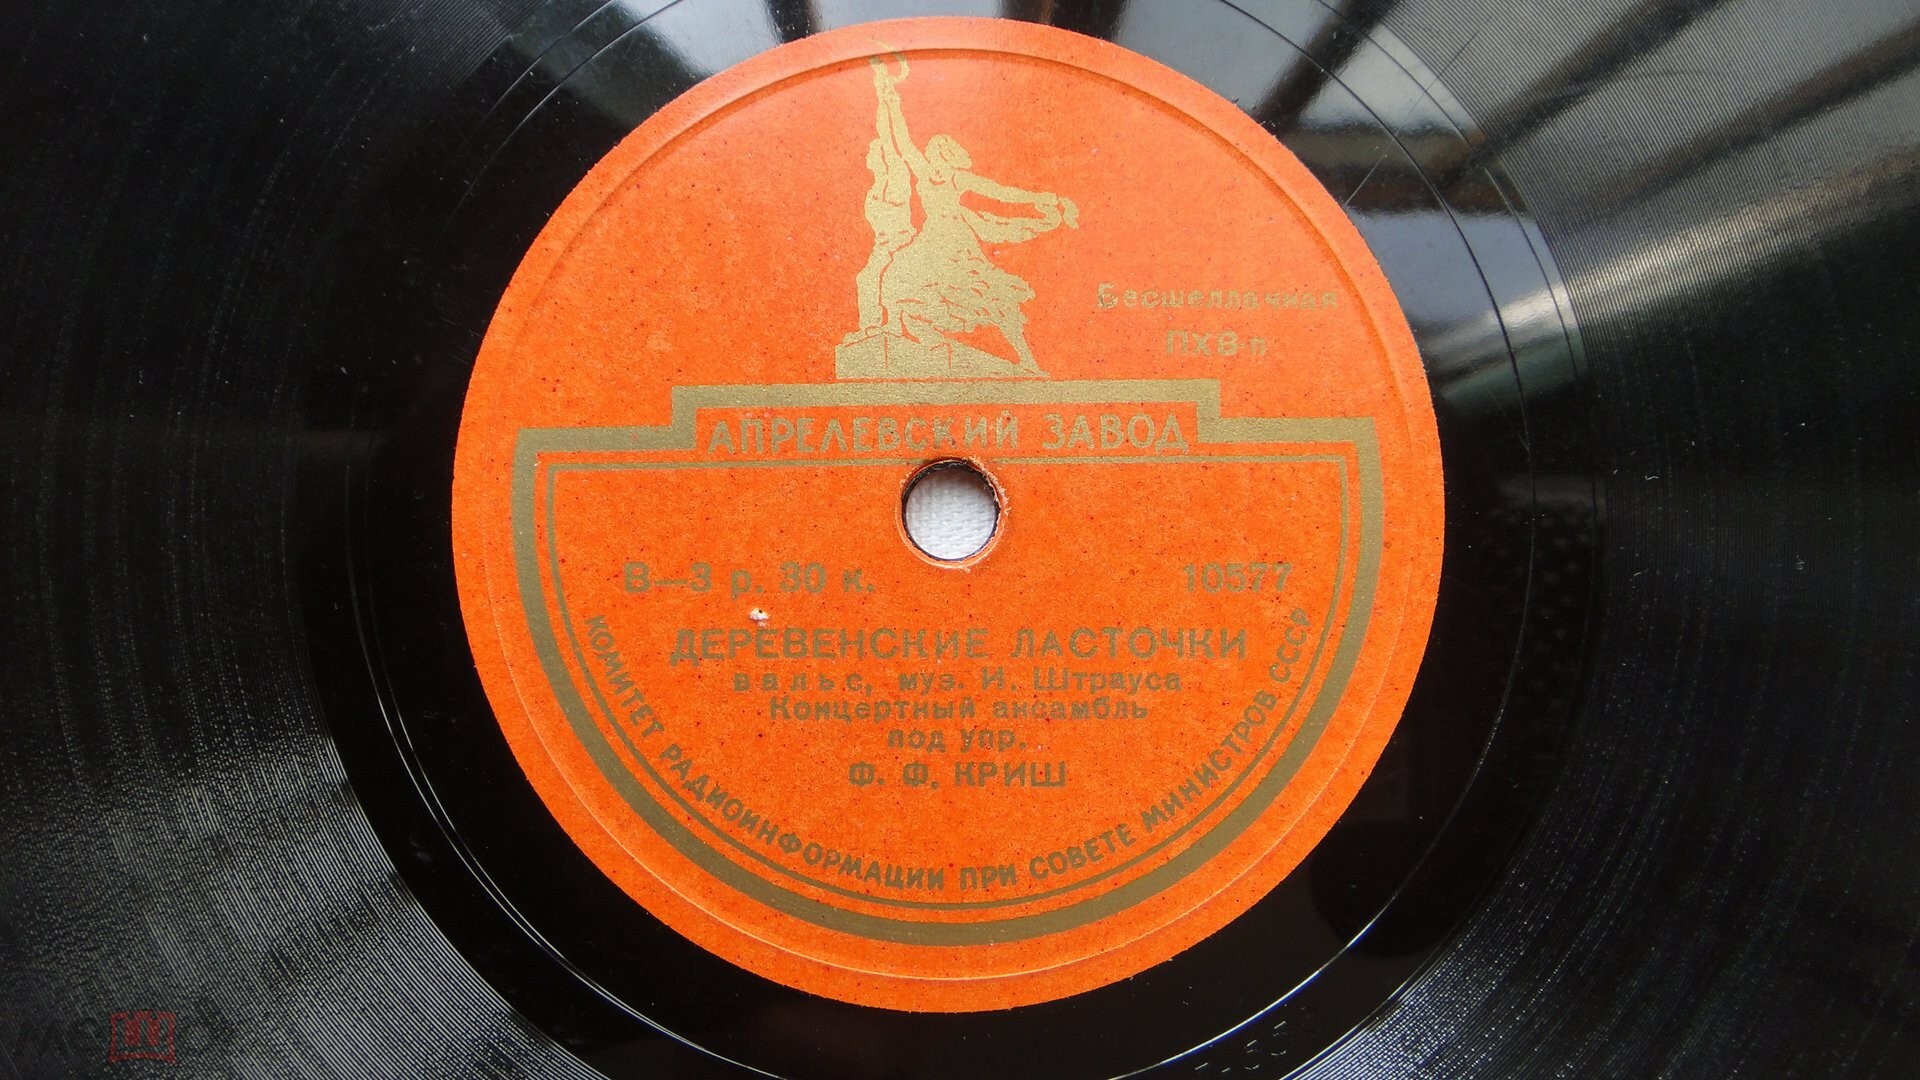 Бесшеллачная
ПХВ-п
АПРЕЛЕВСКИЙ ЗАВОД
В—3 р. 30 к.
10577
ДЕРЕВЕНСКИЕ ЛАСТОЧКИ
вальс, муз. И. Штрауса
Концертный ансамбль
под упр.
Ф. Ф. КРИШ
КОМИТЕТ РАДИОИНФОРМАЦИИ ПРИ СОВЕТЕ МИНИСТРОВ СССР